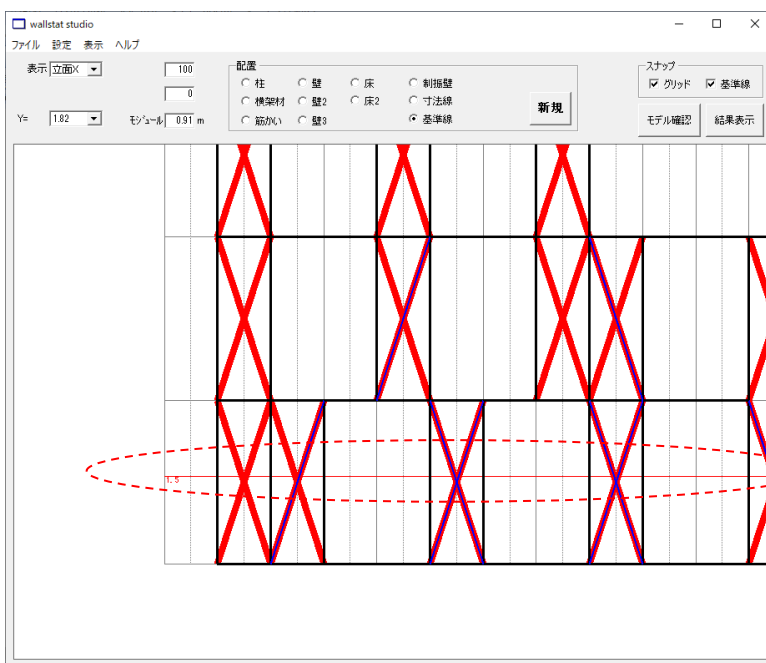 wallstat studio
ファイル 設定 表示 ヘルプ
表示 立面X 100
0
Y= 1.82 モジュール 0.91 m
配置
柱 壁 床 制振壁
横架材 壁2 床2 寸法線
筋かい 壁3 基準線
新規
スナップ
グリッド 基準線
モデル確認 結果表示
1.5